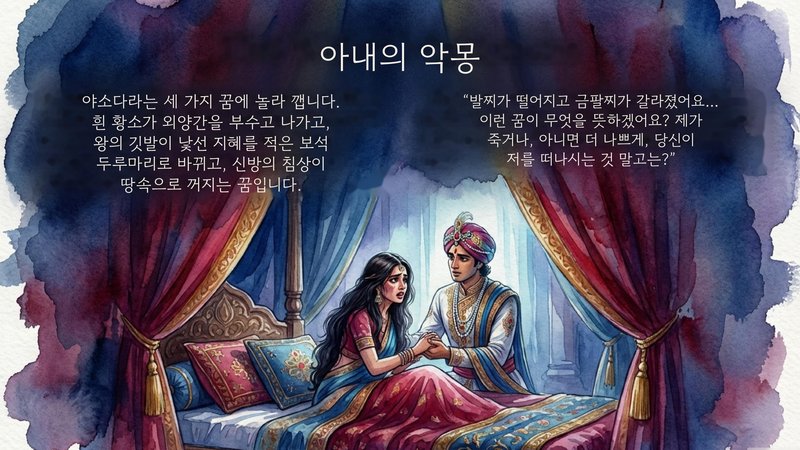 아내의 악몽
야소다라는 세 가지 꿈에 놀라 깹니다.
흰 황소가 외양간을 부수고 나가고,
왕의 깃발이 낯선 지혜를 적은 보석
두루마리로 바뀌고, 신방의 침상이
땅속으로 꺼지는 꿈입니다.
“발찌가 떨어지고 금팔찌가 갈라졌어요...
이런 꿈이 무엇을 뜻하겠어요? 제가
죽거나, 아니면 더 나쁘게, 당신이
저를 떠나시는 것 말고는?”